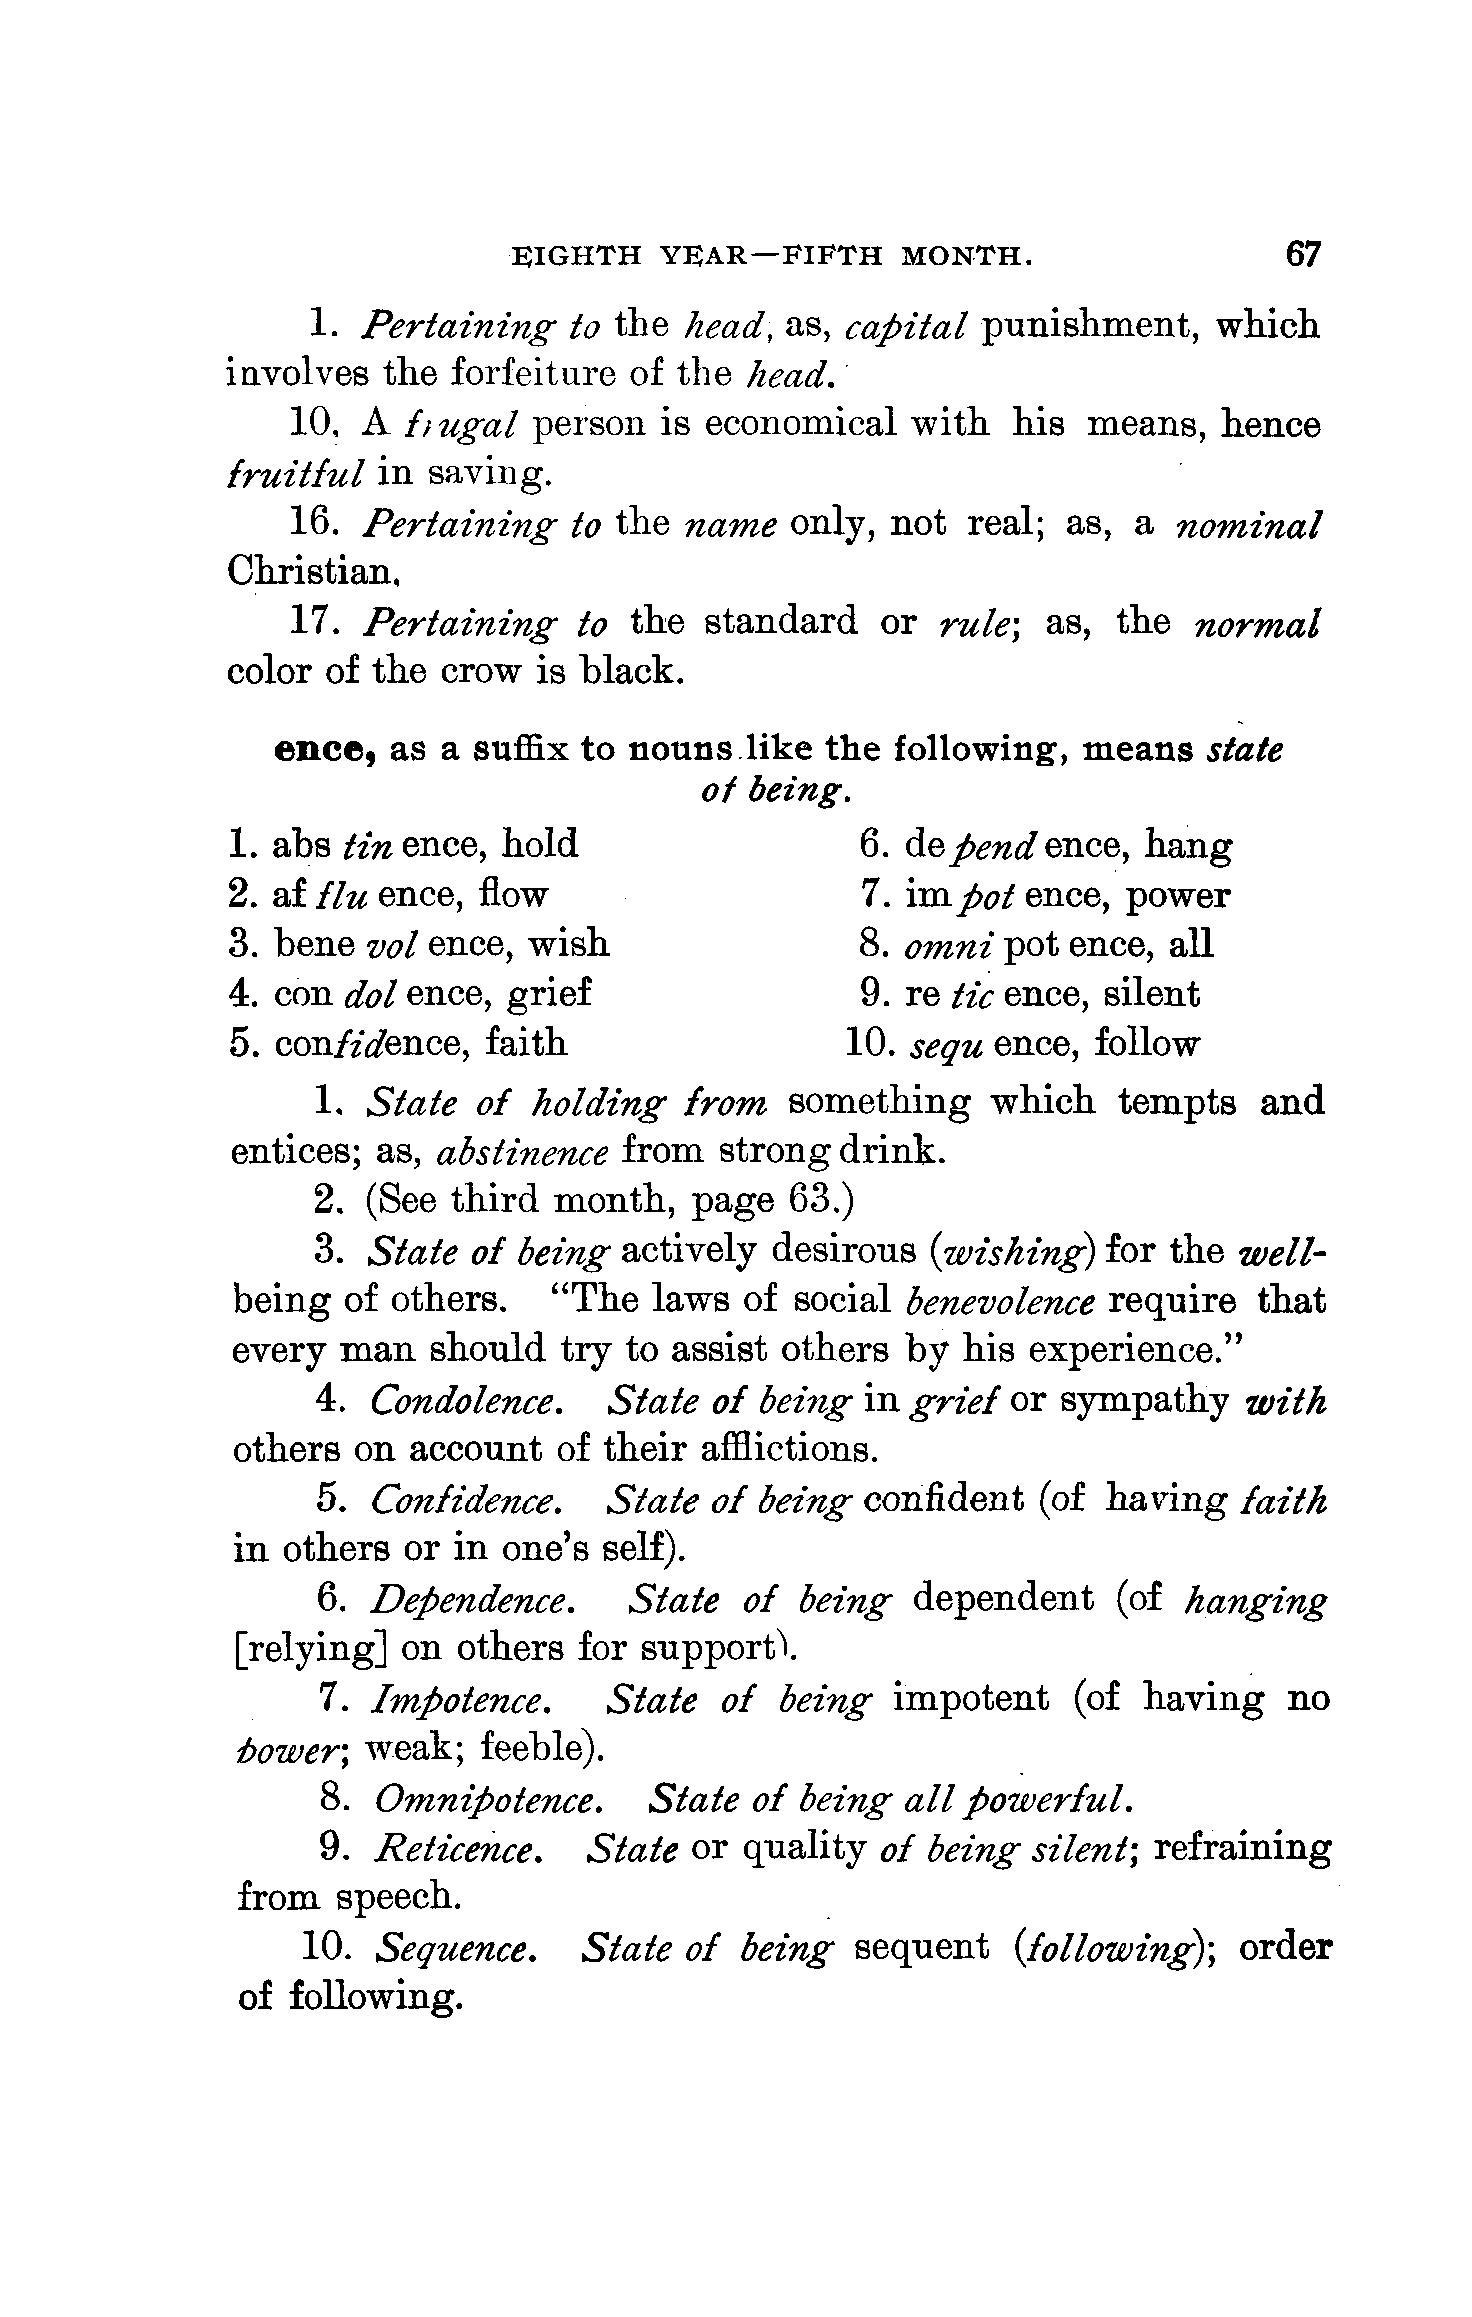 EIGHTH YEAR—FIFTH MONTH. 67
1. Pertaining to the head, as, capital punishment, which
involves the forfeiture of the head.
10. A frugal person is economical with his means, hence
fruitful in saving.
16. Pertaining to the name only, not real; as, a nominal
Christian.
17. Pertaining to the standard or rule; as, the normal
color of the crow is black.
ence, as a suffix to nouns like the following, means state
of being.
1. abs tin ence, hold
2. af flu ence, flow
3. bene vol ence, wish
4. con dol ence, grief
5. confidence, faith
6. de pend ence, hang
7. im pot ence, power
8. omni pot ence, all
9. re tic ence, silent
10. sequ ence, follow
1. State of holding from something which tempts and
entices; as, abstinence from strong drink.
2. (See third month, page 63.)
3. State of being actively desirous (wishing) for the well-
being of others. “The laws of social benevolence require that
every man should try to assist others by his experience.”
4. Condolence. State of being in grief or sympathy with
others on account of their afflictions.
5. Confidence. State of being confident (of having faith
in others or in one’s self).
6. Dependence. State of being dependent (of hanging
[relying] on others for support).
7. Impotence. State of being impotent (of having no
power; weak; feeble).
8. Omnipotence. State of being all powerful.
9. Reticence. State or quality of being silent; refraining
from speech.
10. Sequence. State of being sequent (following); order
of following.